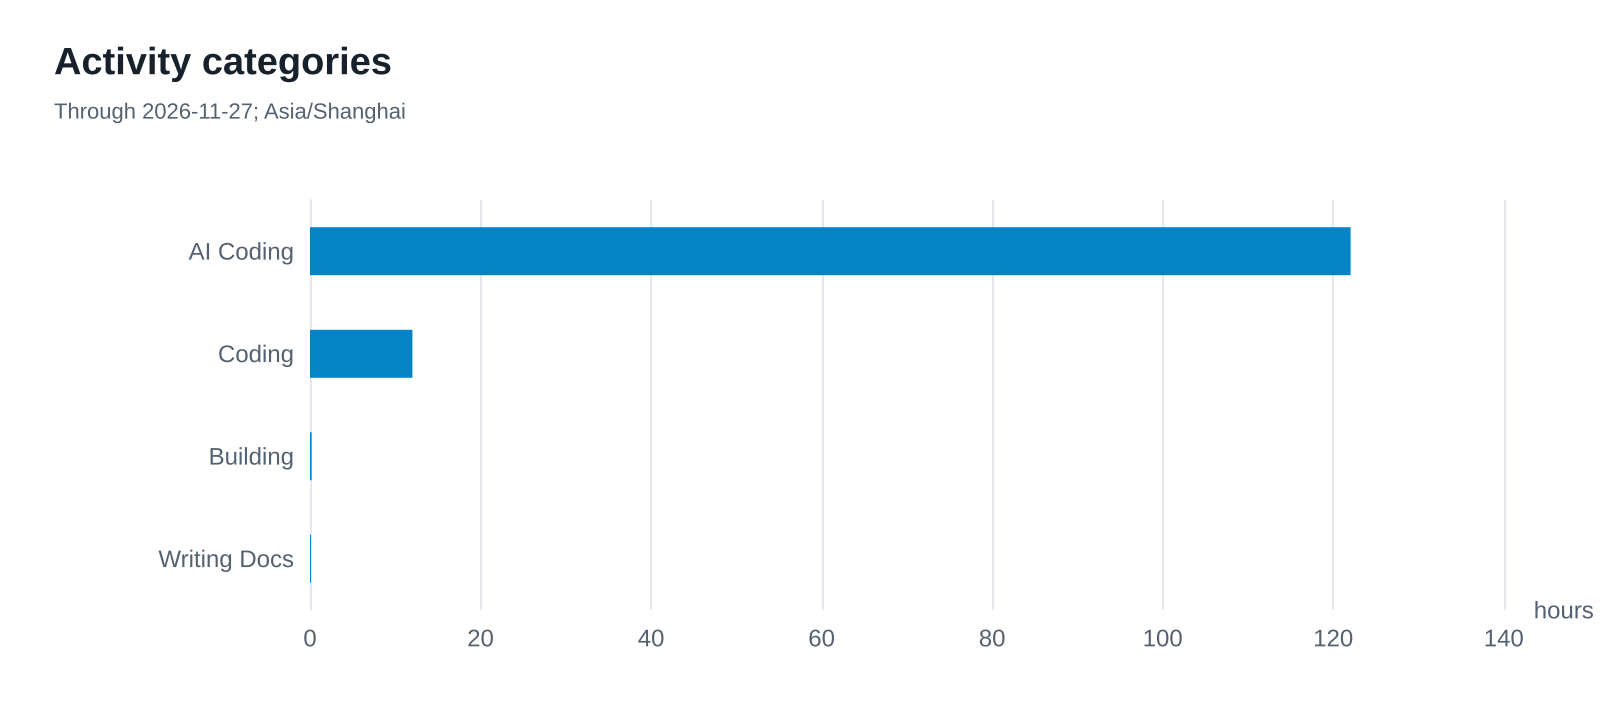 Activity categories
Through 2026-11-27; Asia/Shanghai
AI Coding
Coding
Building
Writing Docs
hours
0 20 40 60 80 100 120 140